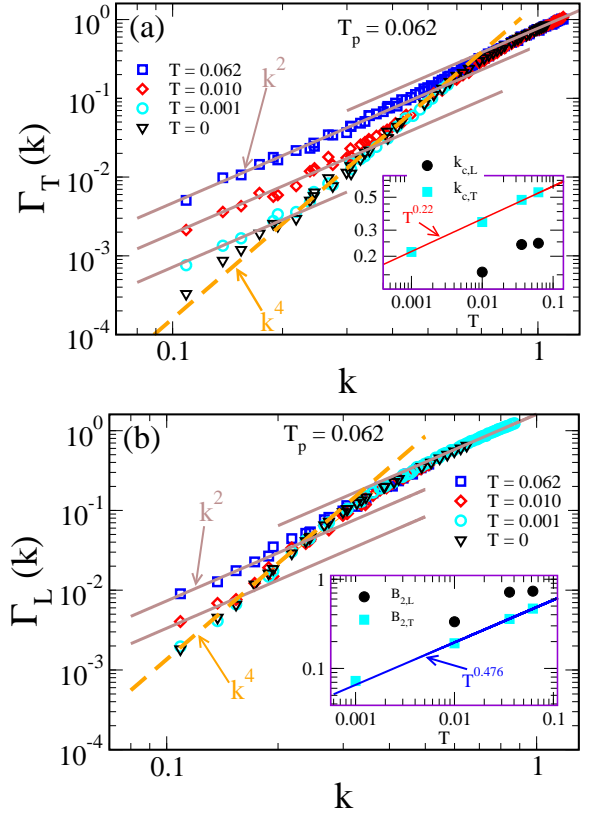 (a)
T_p = 0.062
T = 0.062
T = 0.010
T = 0.001
T = 0
k^2
k^4
Γ_T(k)
10^0
10^-1
10^-2
10^-3
10^-4
0.1
1
k
k_c,L
k_c,T
T^0.22
0.5
0.3
0.2
0.001
0.01
0.1
T
(b)
T_p = 0.062
T = 0.062
T = 0.010
T = 0.001
T = 0
k^2
k^4
Γ_L(k)
10^0
10^-1
10^-2
10^-3
10^-4
0.1
1
k
B_2,L
B_2,T
T^0.476
1
0.1
0.001
0.01
0.1
T